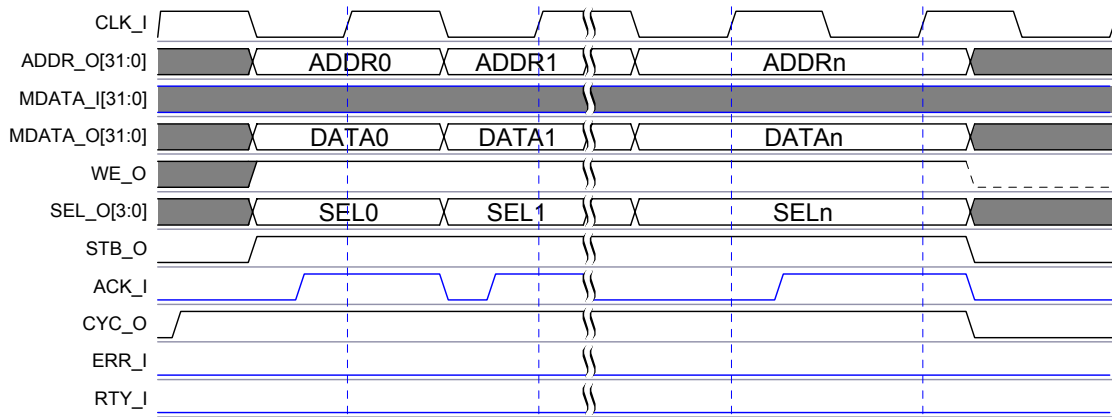 CLK_I
ADDR_O[31:0] ADDR0 ADDR1 ADDRn
MDATA_I[31:0]
MDATA_O[31:0] DATA0 DATA1 DATAn
WE_O
SEL_O[3:0] SEL0 SEL1 SELn
STB_O
ACK_I
CYC_O
ERR_I
RTY_I